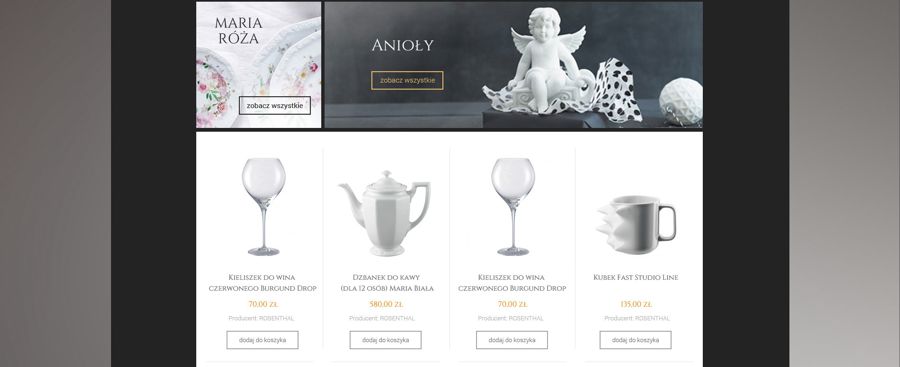 MARIA
RÓŻA
zobacz wszystkie
Anioły
zobacz wszystkie
Kieliszek do wina
czerwonego Burgund Drop
70,00 zł
Producent: ROSENTHAL
dodaj do koszyka
Dzbanek do kawy
(dla 12 osób) Maria Biała
580,00 zł
Producent: ROSENTHAL
dodaj do koszyka
Kieliszek do wina
czerwonego Burgund Drop
70,00 zł
Producent: ROSENTHAL
dodaj do koszyka
Kubek Fast Studio Line
135,00 zł
Producent: ROSENTHAL
dodaj do koszyka